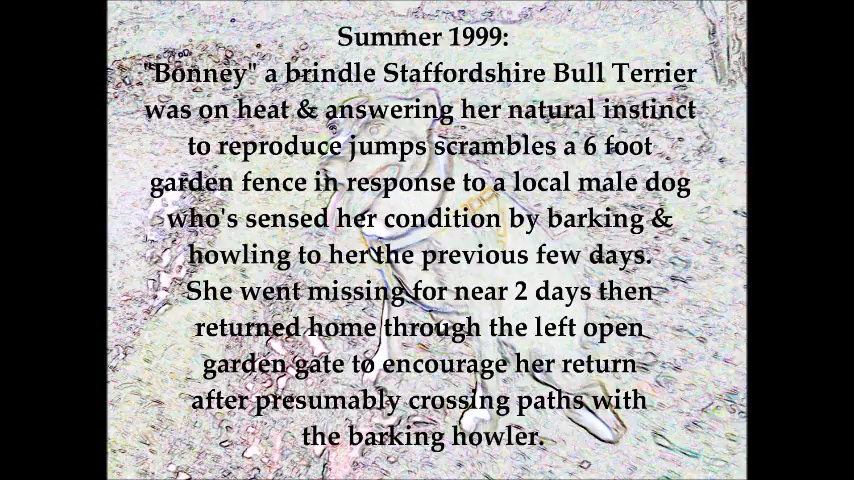 Summer 1999:
"Bonney" a brindle Staffordshire Bull Terrier
was on heat & answering her natural instinct
to reproduce jumps scrambles a 6 foot
garden fence in response to a local male dog
who's sensed her condition by barking &
howling to her the previous few days.
She went missing for near 2 days then
returned home through the left open
garden gate to encourage her return
after presumably crossing paths with
the barking howler.